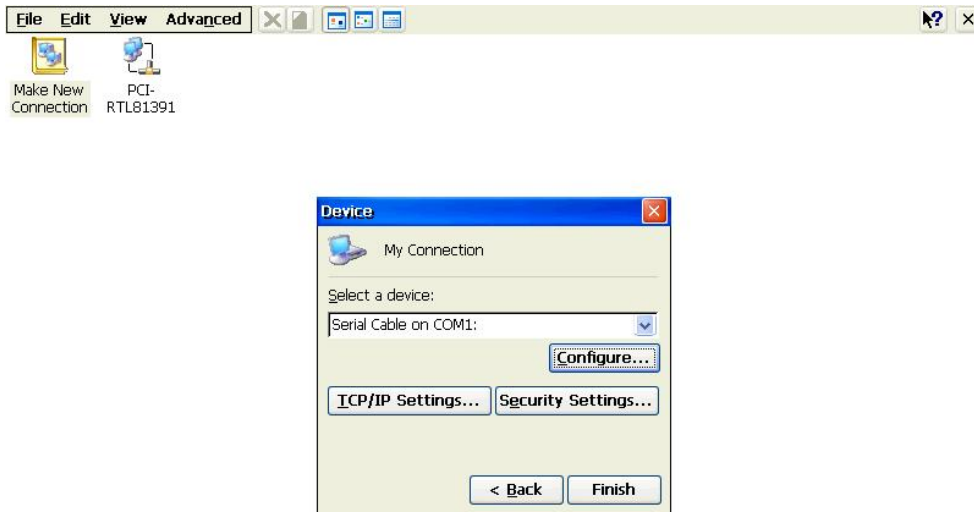 File Edit View Advanced
Make New
Connection
PCI-
RTL81391
Device
My Connection
Select a device:
Serial Cable on COM1:
Configure...
TCP/IP Settings... Security Settings...
< Back Finish